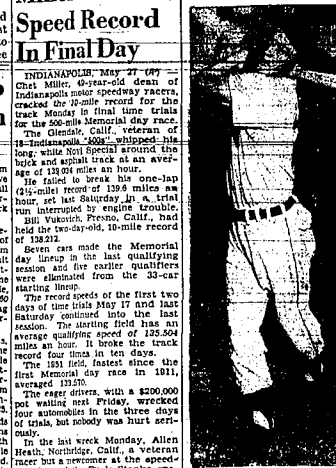 Speed Record
In Final Day
INDIANAPOLIS, May 27 (AP)
Chet Miller, 49-year-old dean of
Indianapolis motor speedway racers,
cracked the 10-mile record for the
track Monday in final time trials
for the 500-mile Memorial day race.
The Glendale, Calif., veteran of
18 Indianapolis "500s" whipped his
long, white Novi Special around the
brick and asphalt track at an aver-
age of 139.034 miles an hour.
He failed to break his one-lap
(2½-mile) record of 139.6 miles an
hour, set last Saturday in a trial
run interrupted by engine trouble.
Bill Vukovich, Fresno, Calif., had
held the two-day-old, 10-mile record
of 138.212.
Seven cars made the Memorial
day lineup in the last qualifying
session and five earlier qualifiers
were eliminated from the 33-car
starting lineup.
The record speeds of the first two
days of time trials May 17 and last
Saturday continued into the last
session. The starting field has an
average qualifying speed of 135.504
miles an hour. It broke the track
record four times in ten days.
The 1951 field, fastest since the
first Memorial day race in 1911,
averaged 133.570.
The eager drivers, with a $200,000
pot waiting next Friday, wrecked
four automobiles in the three days
of trials, but nobody was hurt seri-
ously.
In the last wreck Monday, Allen
Heath, Northridge, Calif., a veteran
racer but a newcomer at the speed-